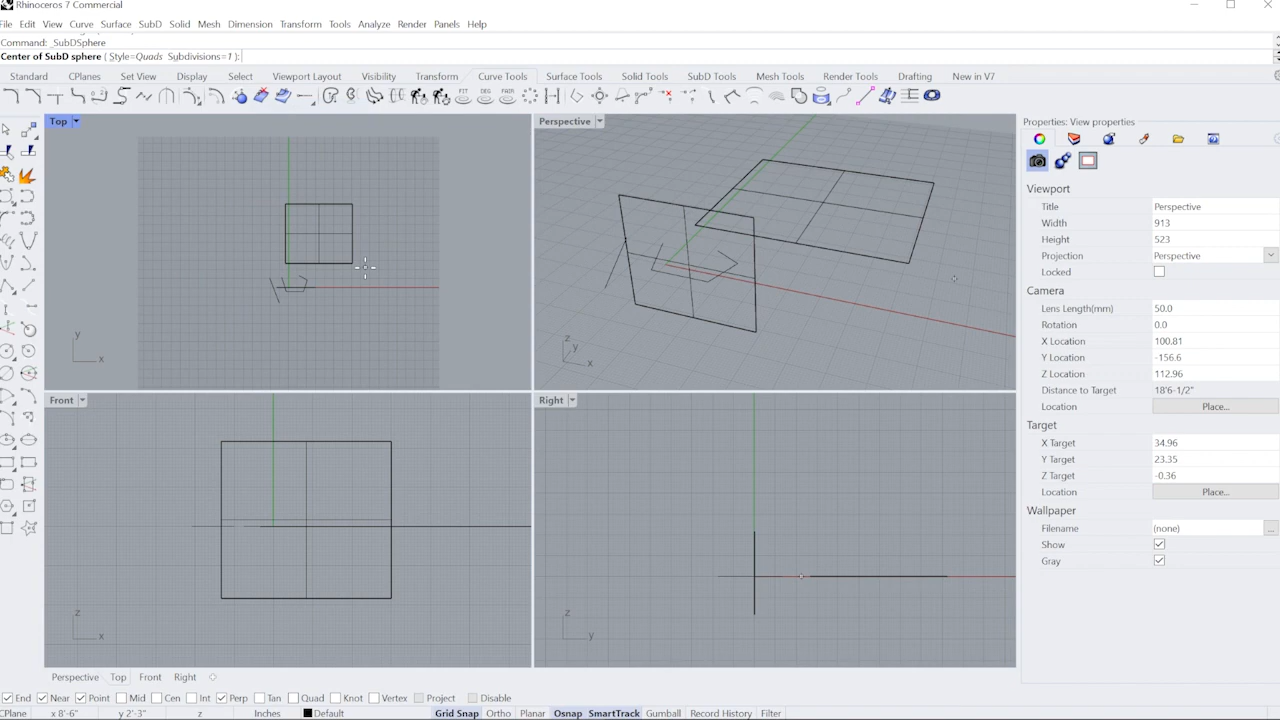 Rhinoceros 7 Commercial
File Edit View Curve Surface SubD Solid Mesh Dimension Transform Tools Analyze Render Panels Help
Command: _SubDSphere
Center of SubD sphere ( Style=Quads Subdivisions=1 ):
Standard CPlanes Set View Display Select Viewport Layout Visibility Transform Curve Tools Surface Tools Solid Tools SubD Tools Mesh Tools Render Tools Drafting New in V7
FIT DEG FAIR
Top Perspective Properties: View properties
Viewport
Title Perspective
Width 913
Height 523
Projection Perspective
Locked
Camera
Lens Length(mm) 50.0
Rotation 0.0
X Location 100.81
Y Location -156.6
Z Location 112.96
Distance to Target 18'6-1/2"
Location Place...
Target
X Target 34.96
Y Target 23.35
Z Target -0.36
Location Place...
Wallpaper
Filename (none) ...
Show
Gray
y x
z y x
Front Right
z x
z y
Perspective Top Front Right
End Near Point Mid Cen Int Perp Tan Quad Knot Vertex Project Disable
CPlane x 8'-6" y 2'-3" z Inches Default Grid Snap Ortho Planar Osnap SmartTrack Gumball Record History Filter